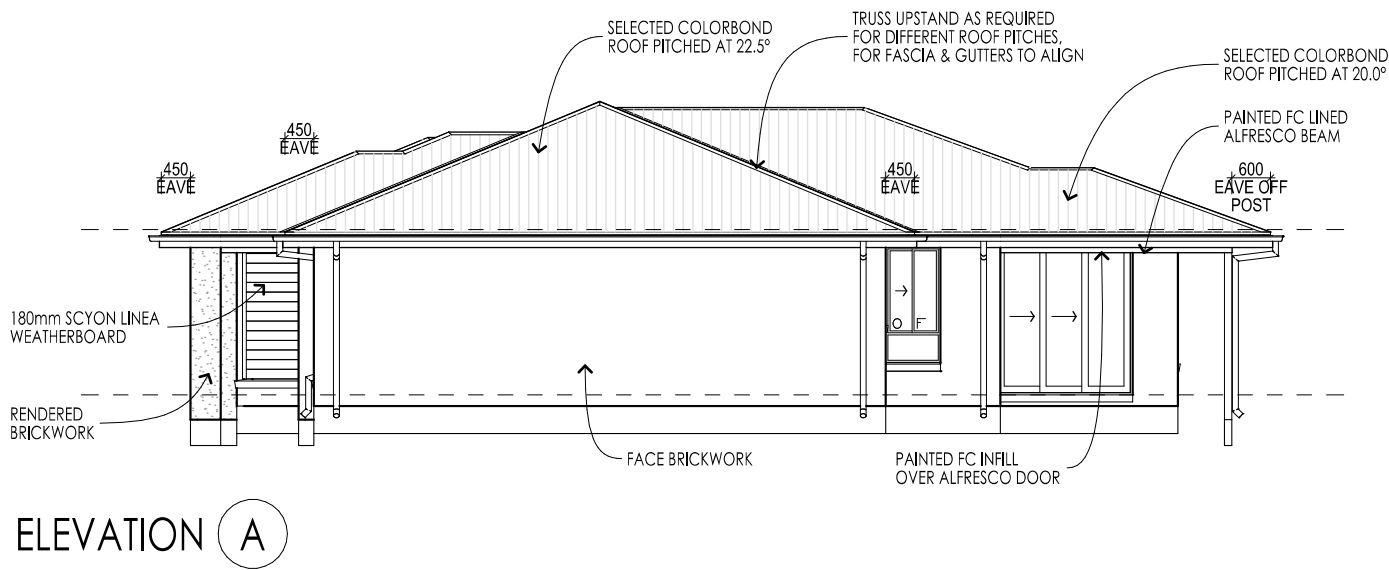 SELECTED COLORBOND
ROOF PITCHED AT 22.5°
TRUSS UPSTAND AS REQUIRED
FOR DIFFERENT ROOF PITCHES,
FOR FASCIA & GUTTERS TO ALIGN
SELECTED COLORBOND
ROOF PITCHED AT 20.0°
PAINTED FC LINED
ALFRESCO BEAM
450
EAVE
450
EAVE
450
EAVE
600
EAVE OFF
POST
180mm SCYON LINEA
WEATHERBOARD
O F
RENDERED
BRICKWORK
FACE BRICKWORK
PAINTED FC INFILL
OVER ALFRESCO DOOR
ELEVATION A